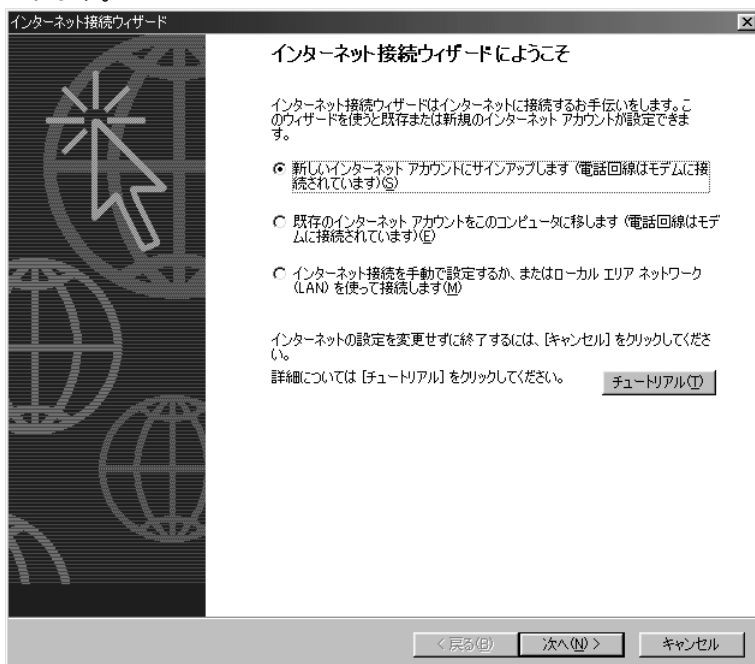 インターネット接続ウィザード
インターネット接続ウィザードにようこそ
インターネット接続ウィザードはインターネットに接続するお手伝いをします。こ
のウィザードを使うと既存または新規のインターネット アカウントが設定できま
す。
新しいインターネット アカウントにサインアップします (電話回線はモデムに接
続されています)(S)
既存のインターネット アカウントをこのコンピュータに移します (電話回線はモデ
ムに接続されています)(E)
インターネット接続を手動で設定するか、またはローカル エリア ネットワーク
(LAN) を使って接続します(M)
インターネットの設定を変更せずに終了するには、[キャンセル] をクリックしてくださ
い。
詳細については [チュートリアル] をクリックしてください。
チュートリアル(T)
< 戻る(B)
次へ(N) >
キャンセル